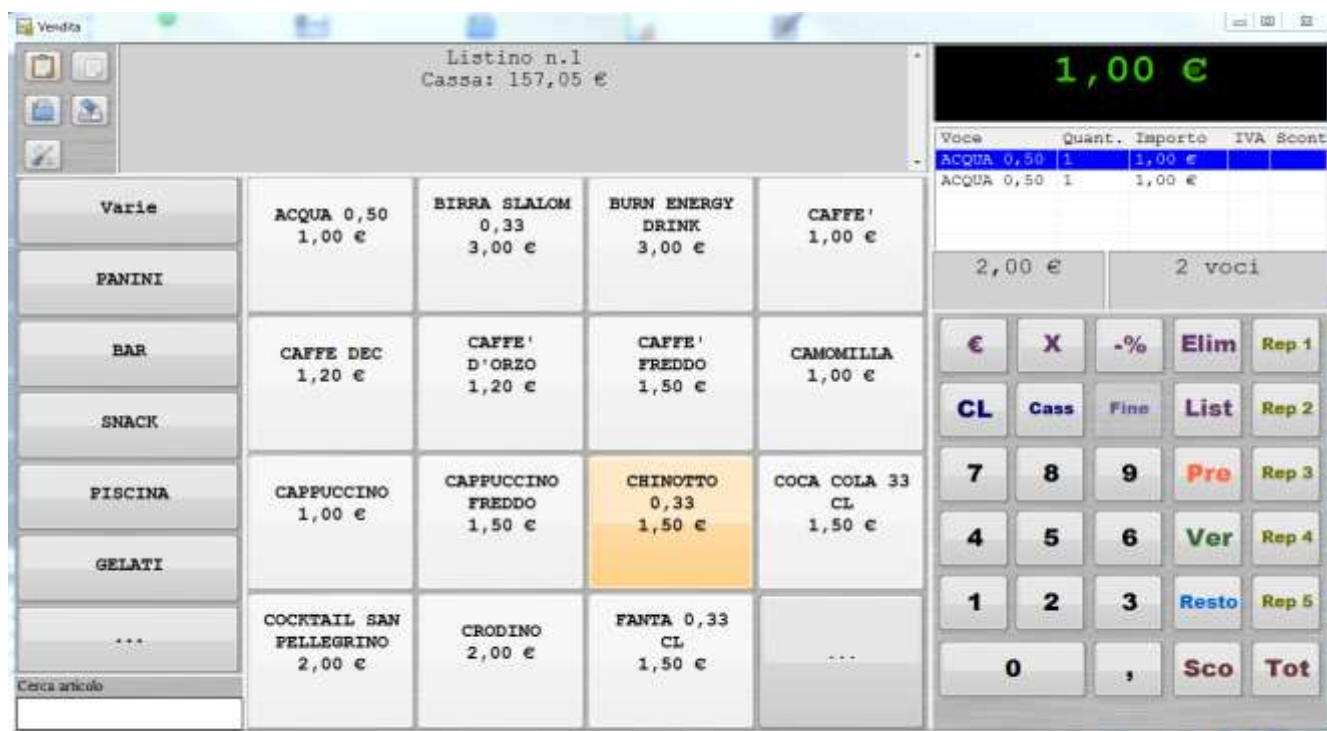 Vendita
Listino n.1
Cassa: 157,05 €
1,00 €
Voce Quant. Importo IVA Scont
ACQUA 0,50 1 1,00 €
ACQUA 0,50 1 1,00 €
2,00 € 2 voci
Varie
PANINI
BAR
SNACK
PISCINA
GELATI
...
Cerca articolo
ACQUA 0,50
1,00 €
BIRRA SLALOM
0,33
3,00 €
BURN ENERGY
DRINK
3,00 €
CAFFE'
1,00 €
CAFFE DEC
1,20 €
CAFFE'
D'ORZO
1,20 €
CAFFE'
FREDDO
1,50 €
CAMOMILLA
1,00 €
CAPPUCCINO
1,00 €
CAPPUCCINO
FREDDO
1,50 €
CHINOTTO
0,33
1,50 €
COCA COLA 33
CL
1,50 €
COCKTAIL SAN
PELLEGRINO
2,00 €
CRODINO
2,00 €
FANTA 0,33
CL
1,50 €
...
€ X -% Elim Rep 1
CL Cass Fine List Rep 2
7 8 9 Pre Rep 3
4 5 6 Ver Rep 4
1 2 3 Resto Rep 5
0 , Sco Tot